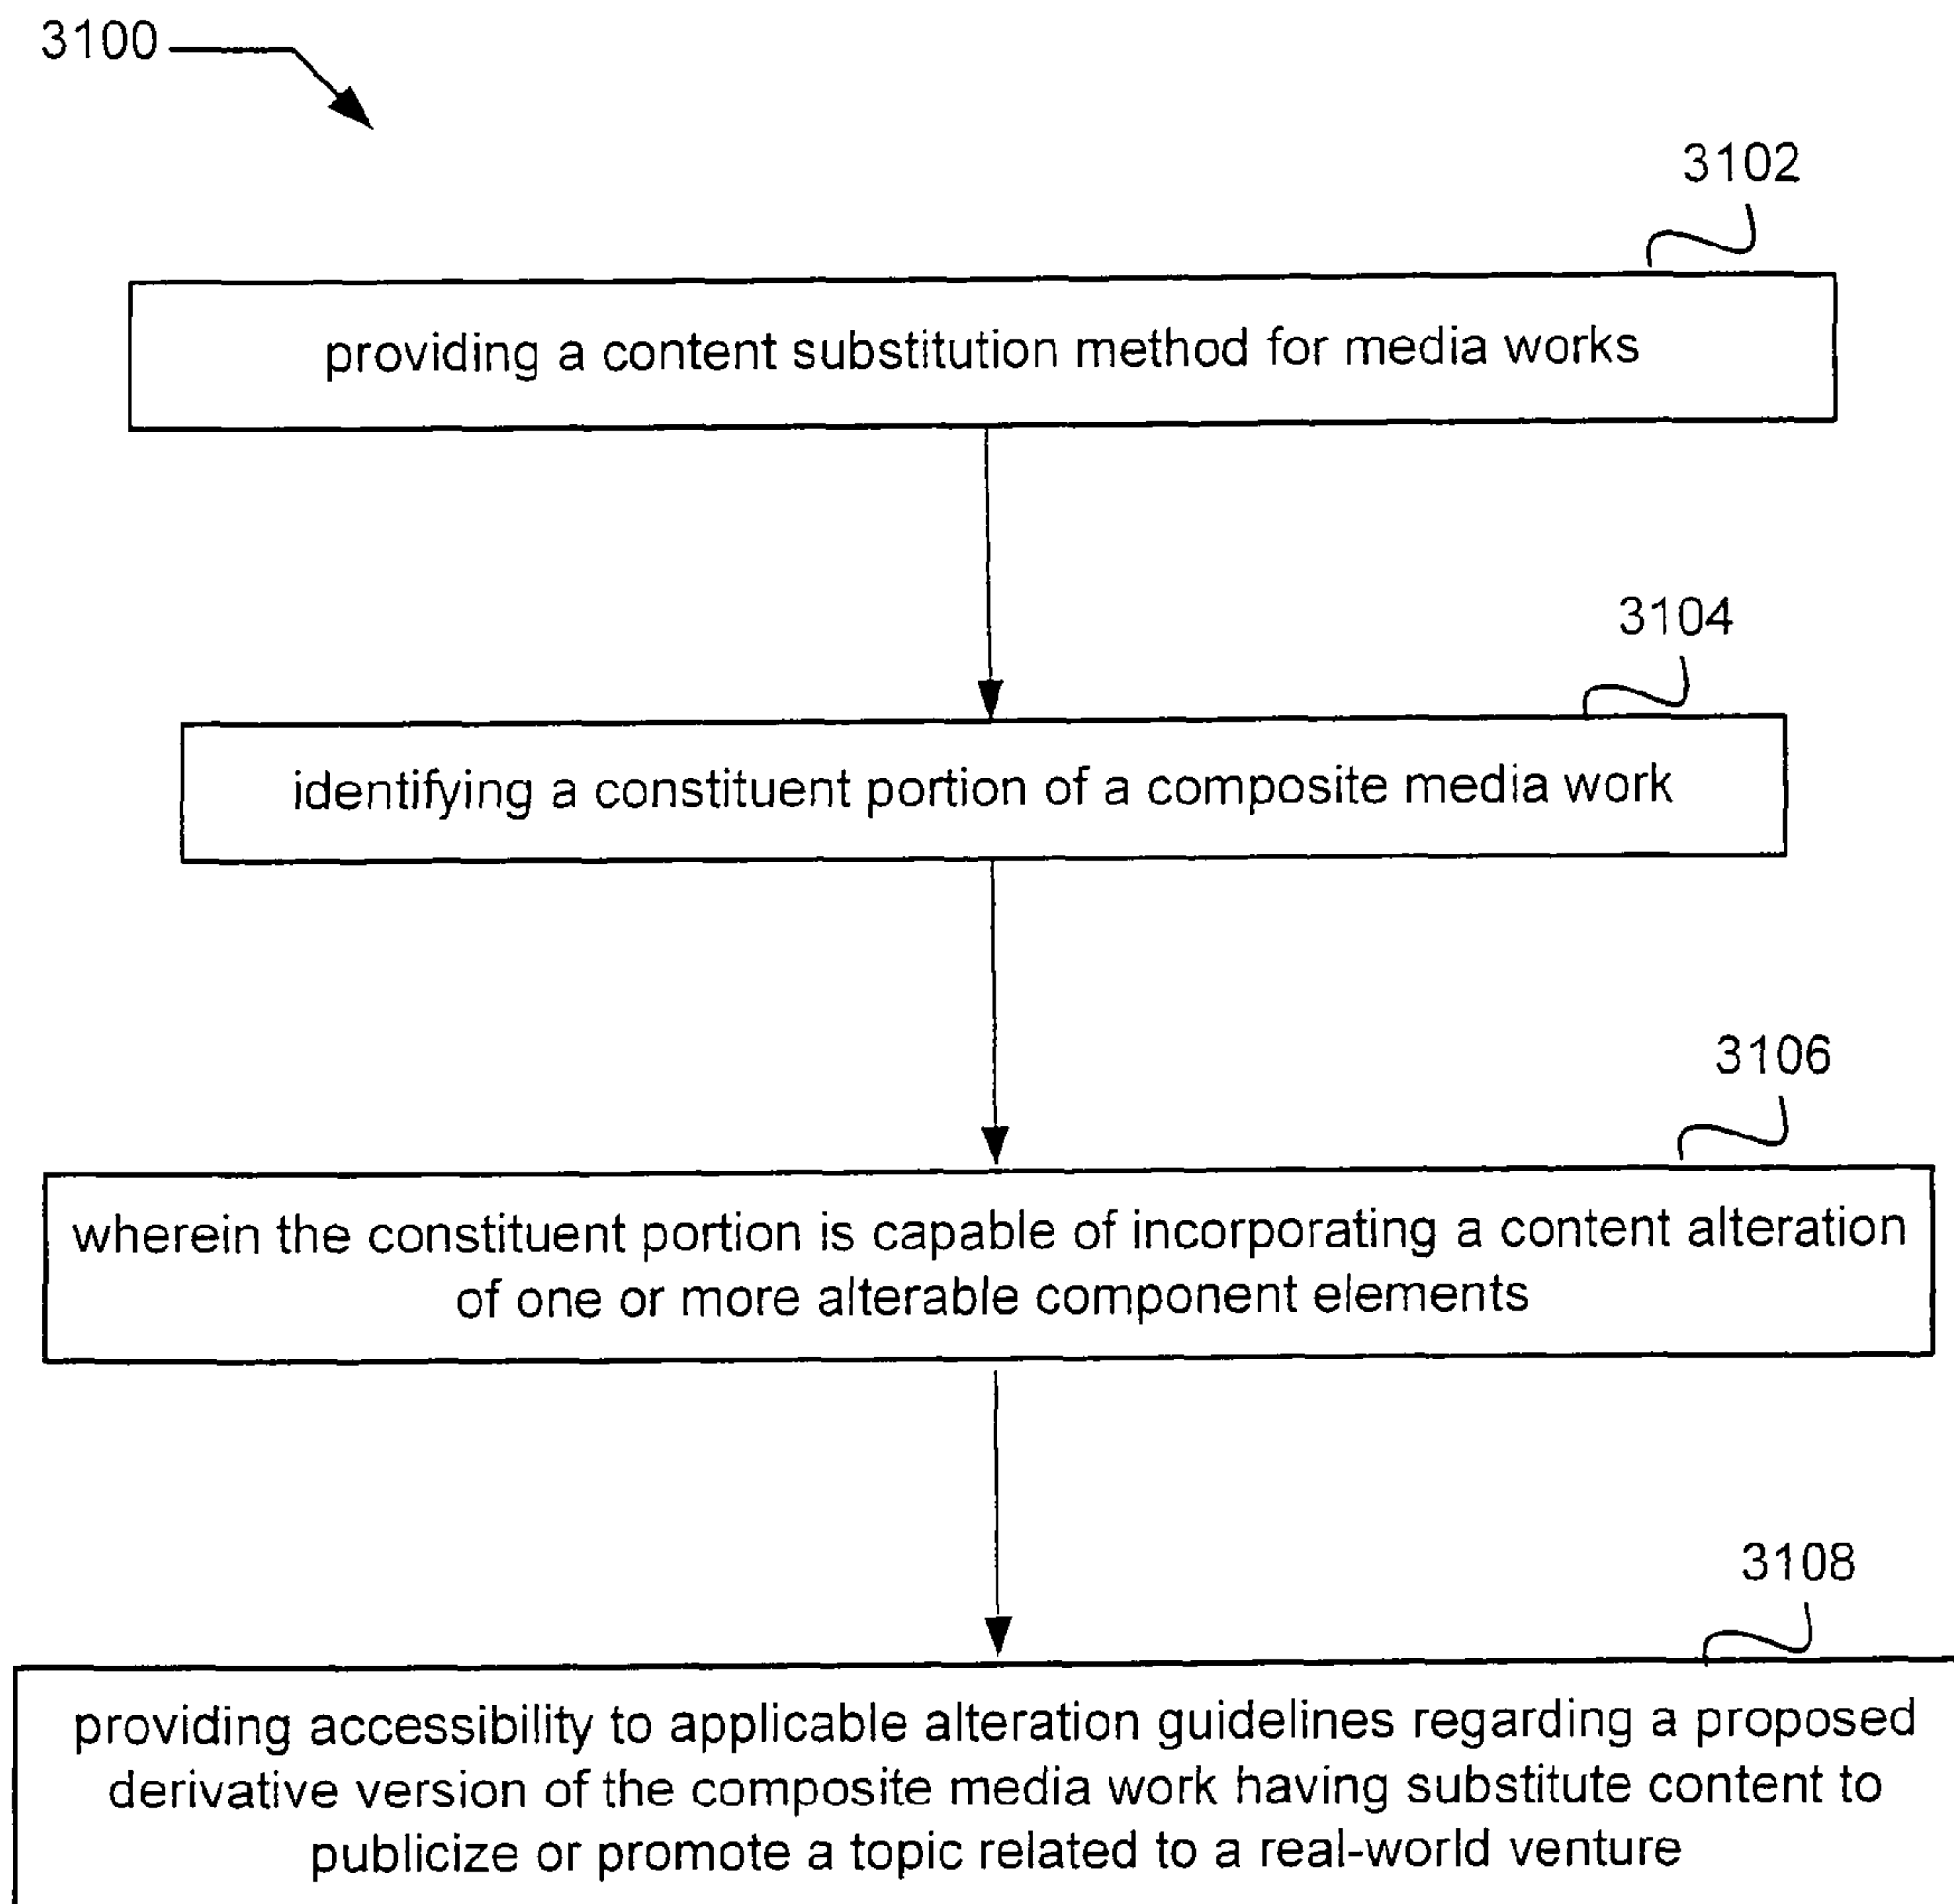 3100
3102
providing a content substitution method for media works
3104
identifying a constituent portion of a composite media work
3106
wherein the constituent portion is capable of incorporating a content alteration
of one or more alterable component elements
3108
providing accessibility to applicable alteration guidelines regarding a proposed
derivative version of the composite media work having substitute content to
publicize or promote a topic related to a real-world venture